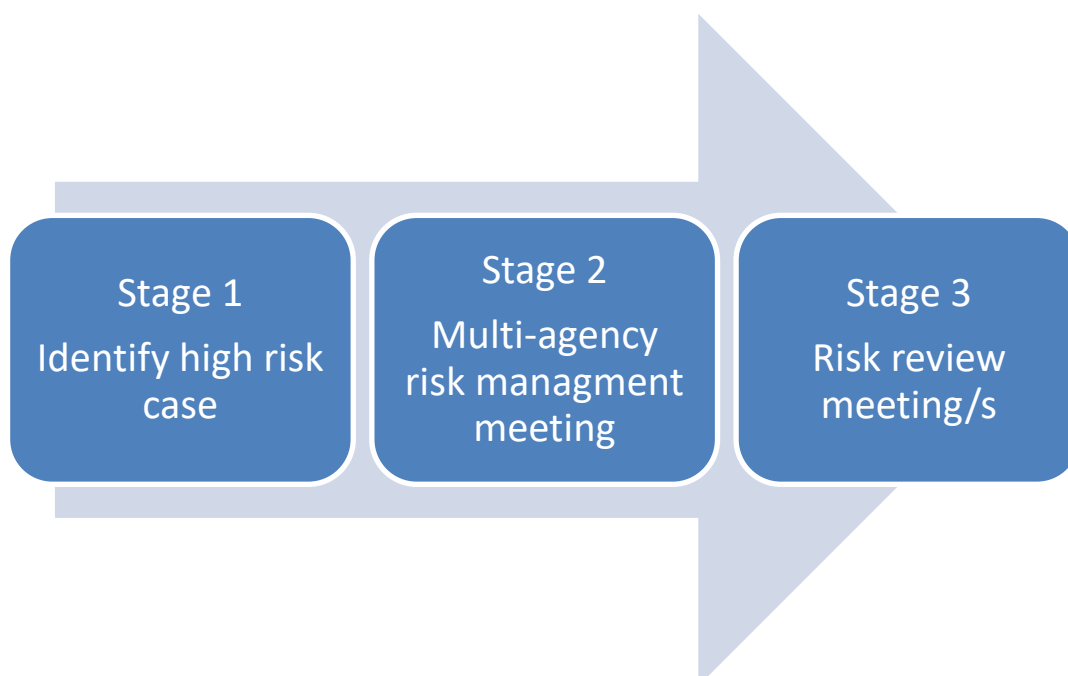 Stage 1
Identify high risk
case
Stage 2
Multi-agency
risk managment
meeting
Stage 3
Risk review
meeting/s